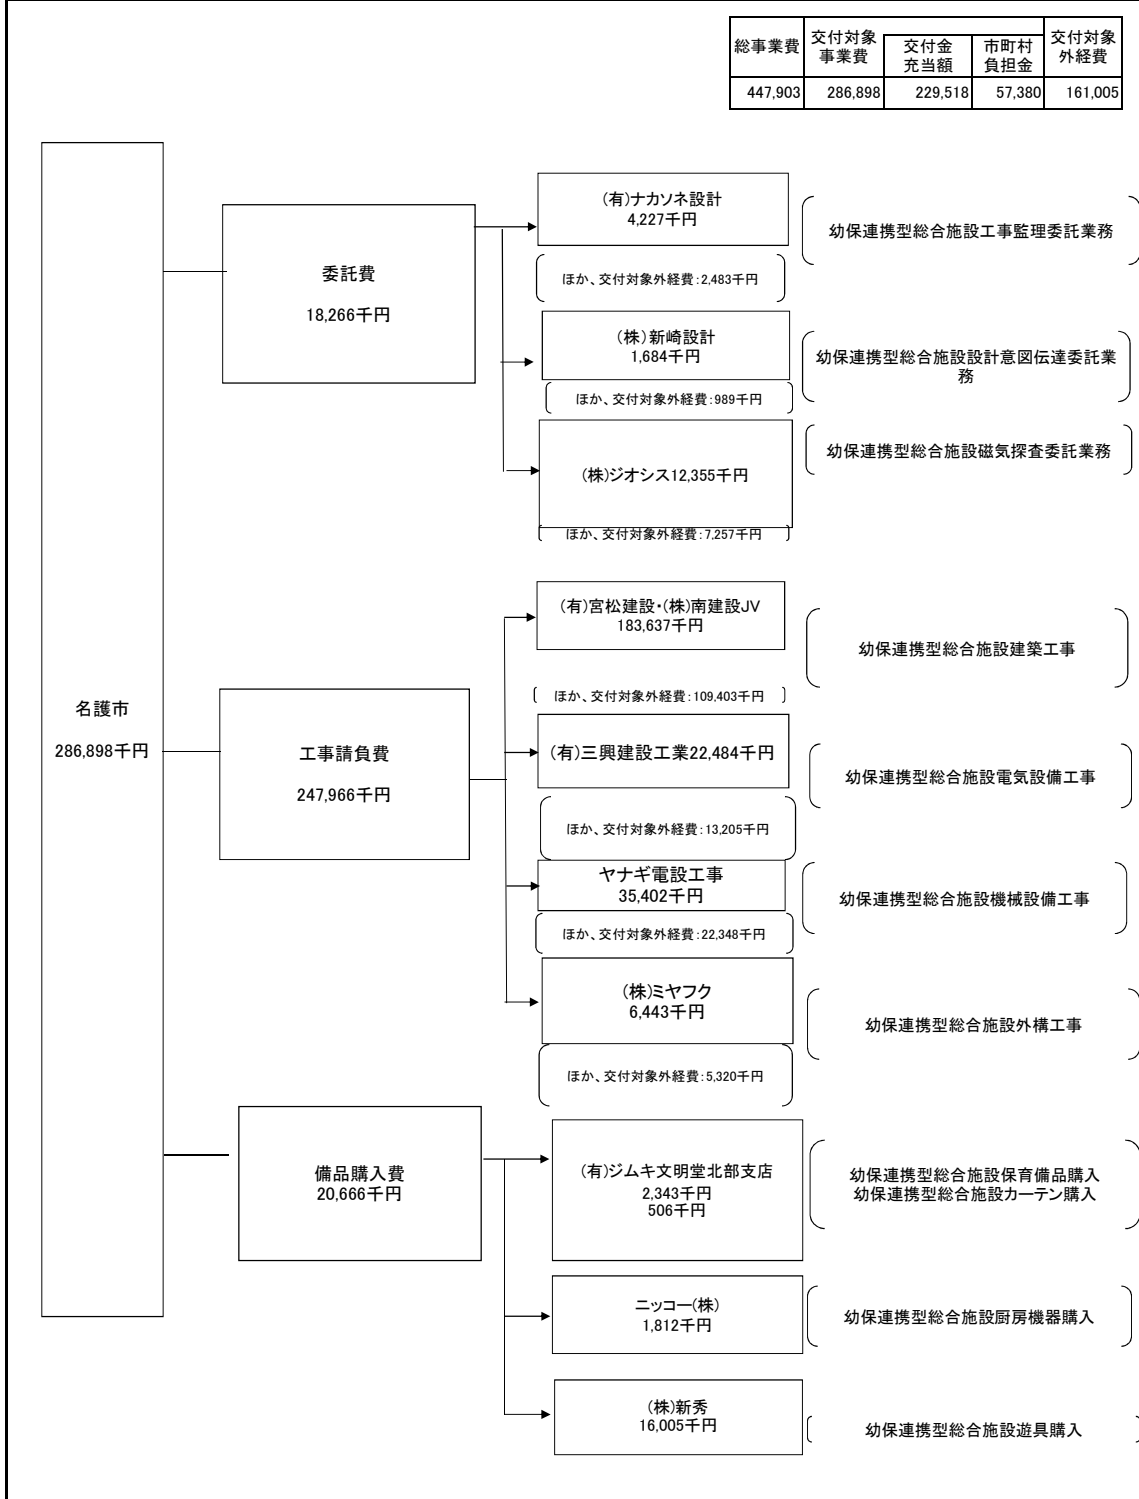 総事業費
交付対象
事業費
交付金
充当額
市町村
負担金
交付対象
外経費
447,903
286,898
229,518
57,380
161,005
名護市
286,898千円
委託費
18,266千円
(有)ナカソネ設計
4,227千円
幼保連携型総合施設工事監理委託業務
ほか、交付対象外経費:2,483千円
(株)新崎設計
1,684千円
幼保連携型総合施設設計意図伝達委託業
務
ほか、交付対象外経費:989千円
(株)ジオシス12,355千円
幼保連携型総合施設磁気探査委託業務
ほか、交付対象外経費:7,257千円
工事請負費
247,966千円
(有)宮松建設・(株)南建設JV
183,637千円
幼保連携型総合施設建築工事
ほか、交付対象外経費:109,403千円
(有)三興建設工業22,484千円
幼保連携型総合施設電気設備工事
ほか、交付対象外経費:13,205千円
ヤナギ電設工事
35,402千円
幼保連携型総合施設機械設備工事
ほか、交付対象外経費:22,348千円
(株)ミヤフク
6,443千円
幼保連携型総合施設外構工事
ほか、交付対象外経費:5,320千円
備品購入費
20,666千円
(有)ジムキ文明堂北部支店
2,343千円
506千円
幼保連携型総合施設保育備品購入
幼保連携型総合施設カーテン購入
ニッコー(株)
1,812千円
幼保連携型総合施設厨房機器購入
(株)新秀
16,005千円
幼保連携型総合施設遊具購入